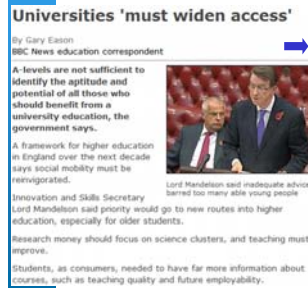 Universities 'must widen access'
By Gary Eason
BBC News education correspondent
A-levels are not sufficient to
identify the aptitude and
potential of all those who
should benefit from a
university education, the
government says.
A framework for higher education
in England over the next decade
says social mobility must be
reinvigorated.
Lord Mandelson said inadequate advice
barred too many able young people
Innovation and Skills Secretary
Lord Mandelson said priority would go to new routes into higher
education, especially for older students.
Research money should focus on science clusters, and teaching must
improve.
Students, as consumers, needed to have far more information about
courses, such as teaching quality and future employability.